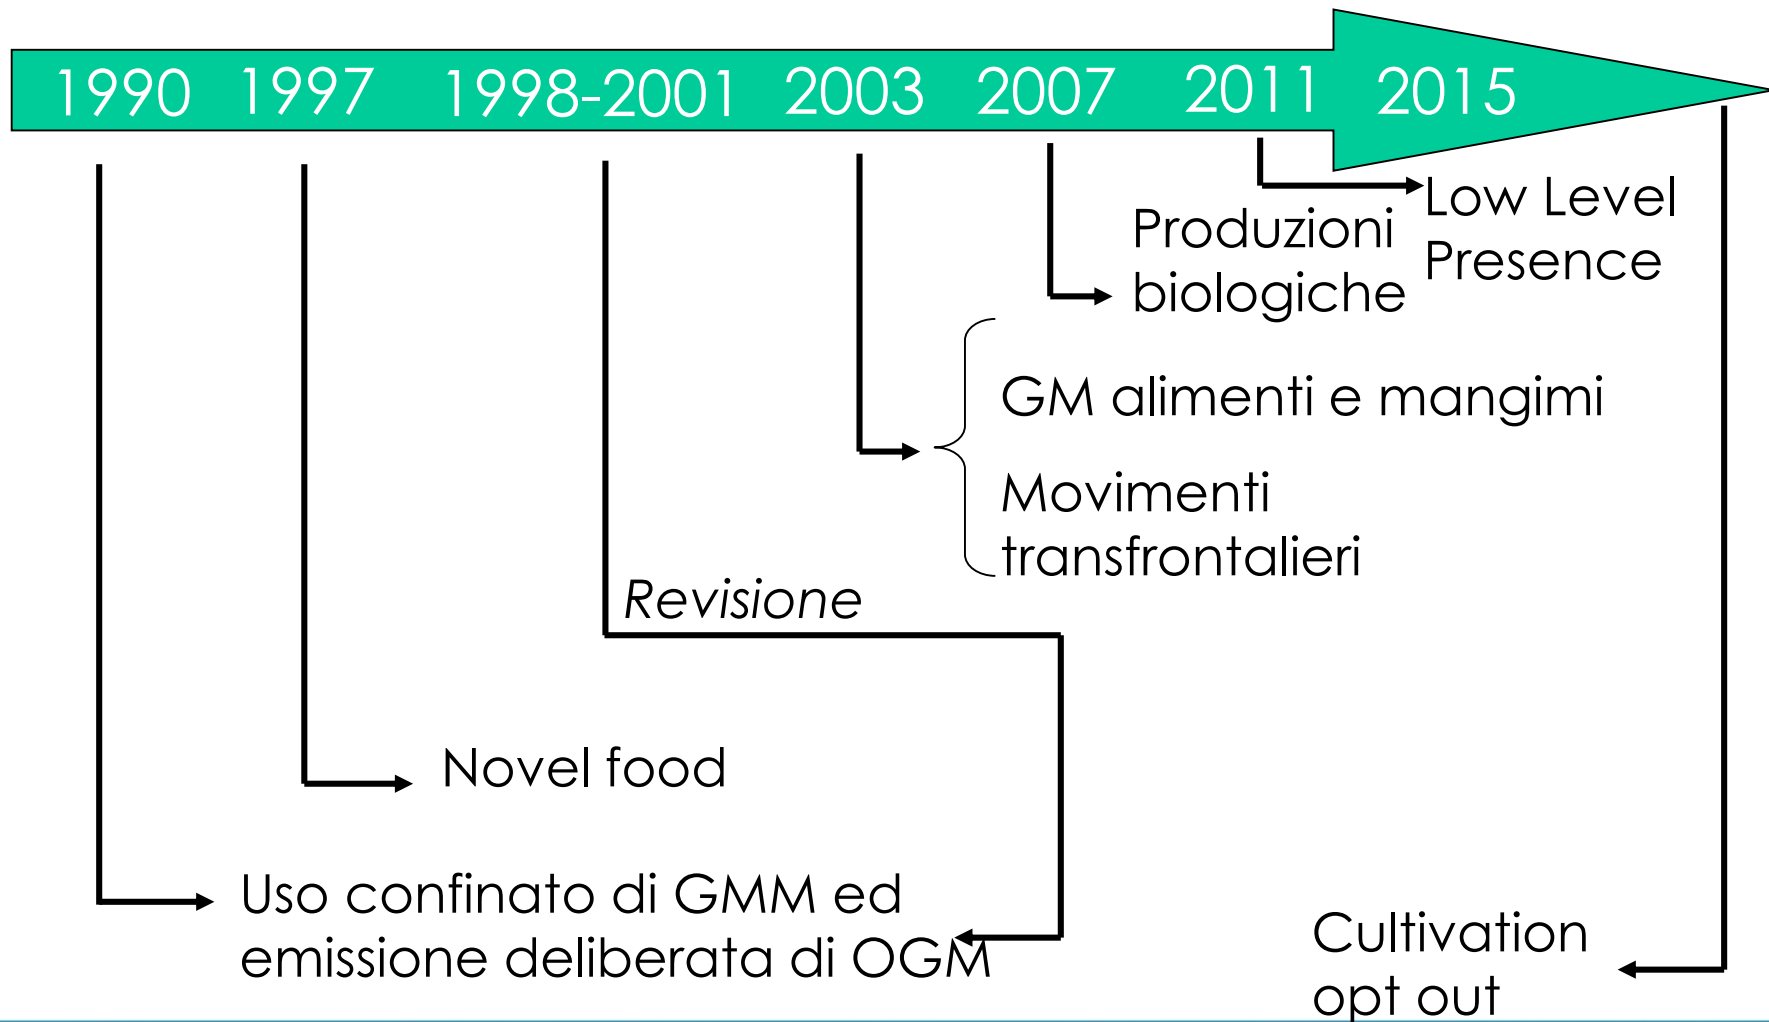 1990 1997 1998-2001 2003 2007 2011 2015
Low Level
Presence
Produzioni
biologiche
GM alimenti e mangimi
Movimenti
transfrontalieri
Revisione
Novel food
Uso confinato di GMM ed
emissione deliberata di OGM
Cultivation
opt out